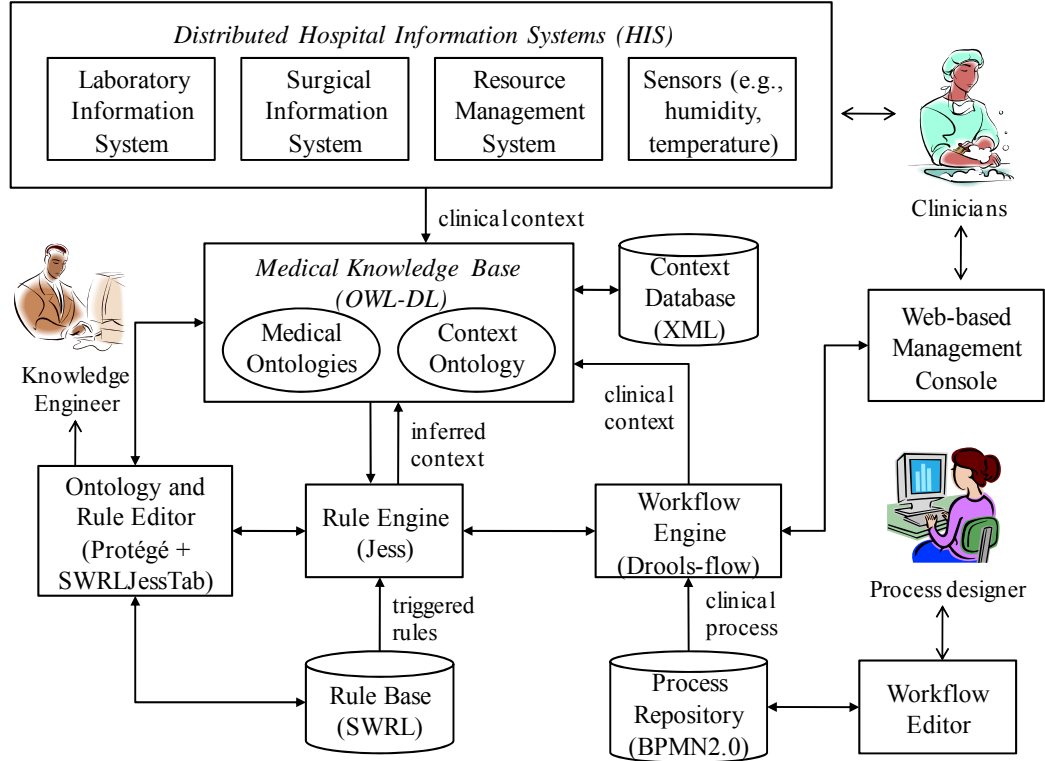 Distributed Hospital Information Systems (HIS)
Laboratory
Information
System
Surgical
Information
System
Resource
Management
System
Sensors (e.g.,
humidity,
temperature)
Clinicians
clinical context
Medical Knowledge Base
(OWL-DL)
Medical
Ontologies
Context
Ontology
Context
Database
(XML)
Web-based
Management
Console
Knowledge
Engineer
inferred
context
clinical
context
Ontology and
Rule Editor
(Protégé +
SWRLJessTab)
Rule Engine
(Jess)
Workflow
Engine
(Drools-flow)
Process designer
triggered
rules
clinical
process
Rule Base
(SWRL)
Process
Repository
(BPMN2.0)
Workflow
Editor